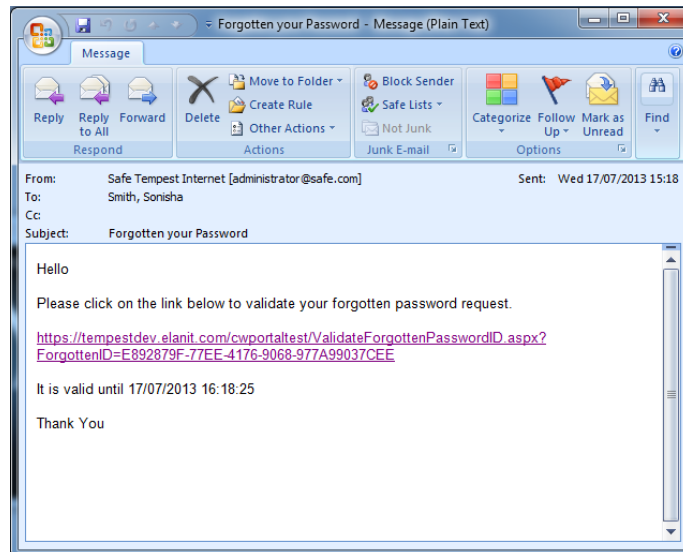 Forgotten your Password - Message (Plain Text)
Message
Reply
Reply to All
Forward
Delete
Move to Folder
Create Rule
Other Actions
Block Sender
Safe Lists
Not Junk
Categorize
Follow Up
Mark as Unread
Find
Respond
Actions
Junk E-mail
Options
From: Safe Tempest Internet [administrator@safe.com] Sent: Wed 17/07/2013 15:18
To: Smith, Sonisha
Cc:
Subject: Forgotten your Password
Hello
Please click on the link below to validate your forgotten password request.
https://tempestdev.elanit.com/cwportaltest/ValidateForgottenPasswordID.aspx?
ForgottenID=E892879F-77EE-4176-9068-977A99037CEE
It is valid until 17/07/2013 16:18:25
Thank You